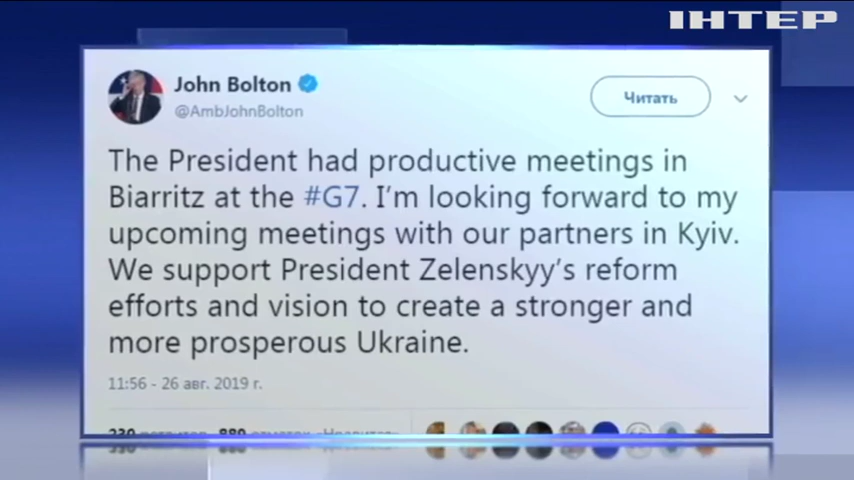 ІНТЕР
John Bolton
@AmbJohnBolton
Читать
The President had productive meetings in
Biarritz at the #G7. I'm looking forward to my
upcoming meetings with our partners in Kyiv.
We support President Zelenskyy's reform
efforts and vision to create a stronger and
more prosperous Ukraine.
11:56 - 26 авг. 2019 г.